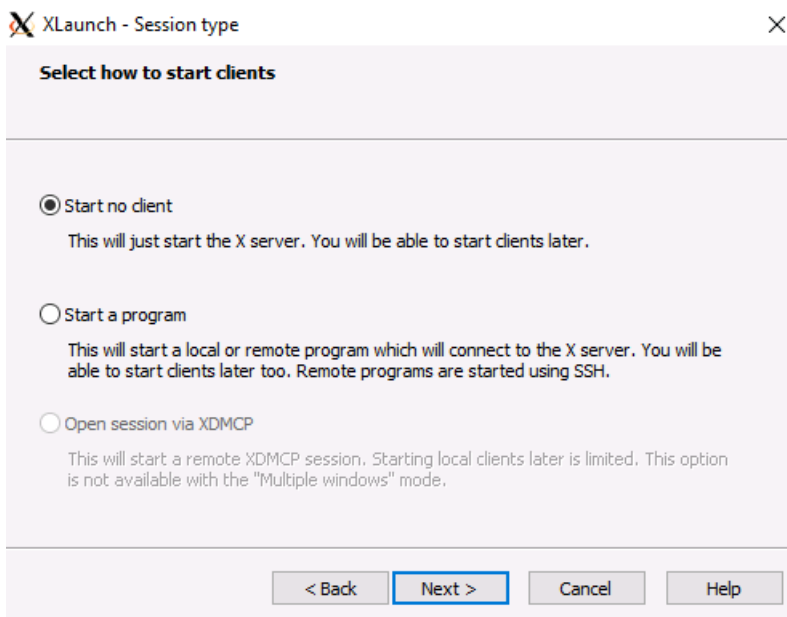 XLaunch - Session type
Select how to start clients
Start no client
This will just start the X server. You will be able to start clients later.
Start a program
This will start a local or remote program which will connect to the X server. You will be
able to start clients later too. Remote programs are started using SSH.
Open session via XDMCP
This will start a remote XDMCP session. Starting local clients later is limited. This option
is not available with the "Multiple windows" mode.
< Back Next > Cancel Help